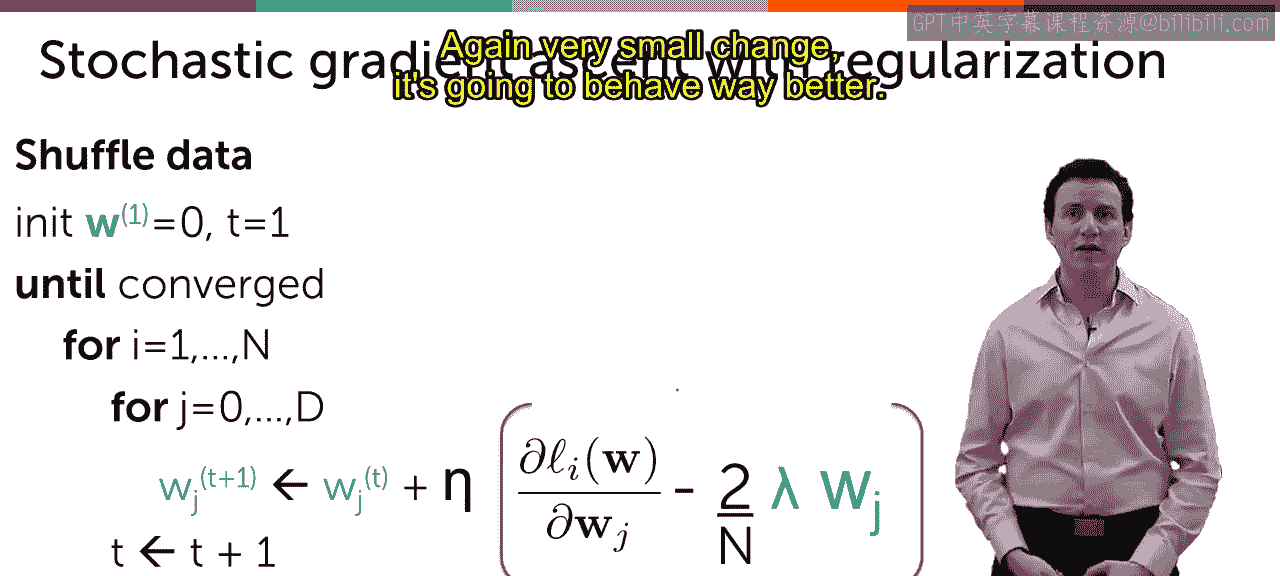 GPT中英字幕课程资源@bilibili.com
Stochastic gradient ascent with regularization
Again very small change,
it's going to behave way better.
Shuffle data
init w(1)=0, t=1
until converged
for i=1,...,N
for j=0,...,D
wj(t+1) ← wj(t) + η ( ∂ℓi(w)/∂wj - 2/N λ wj )
t ← t + 1